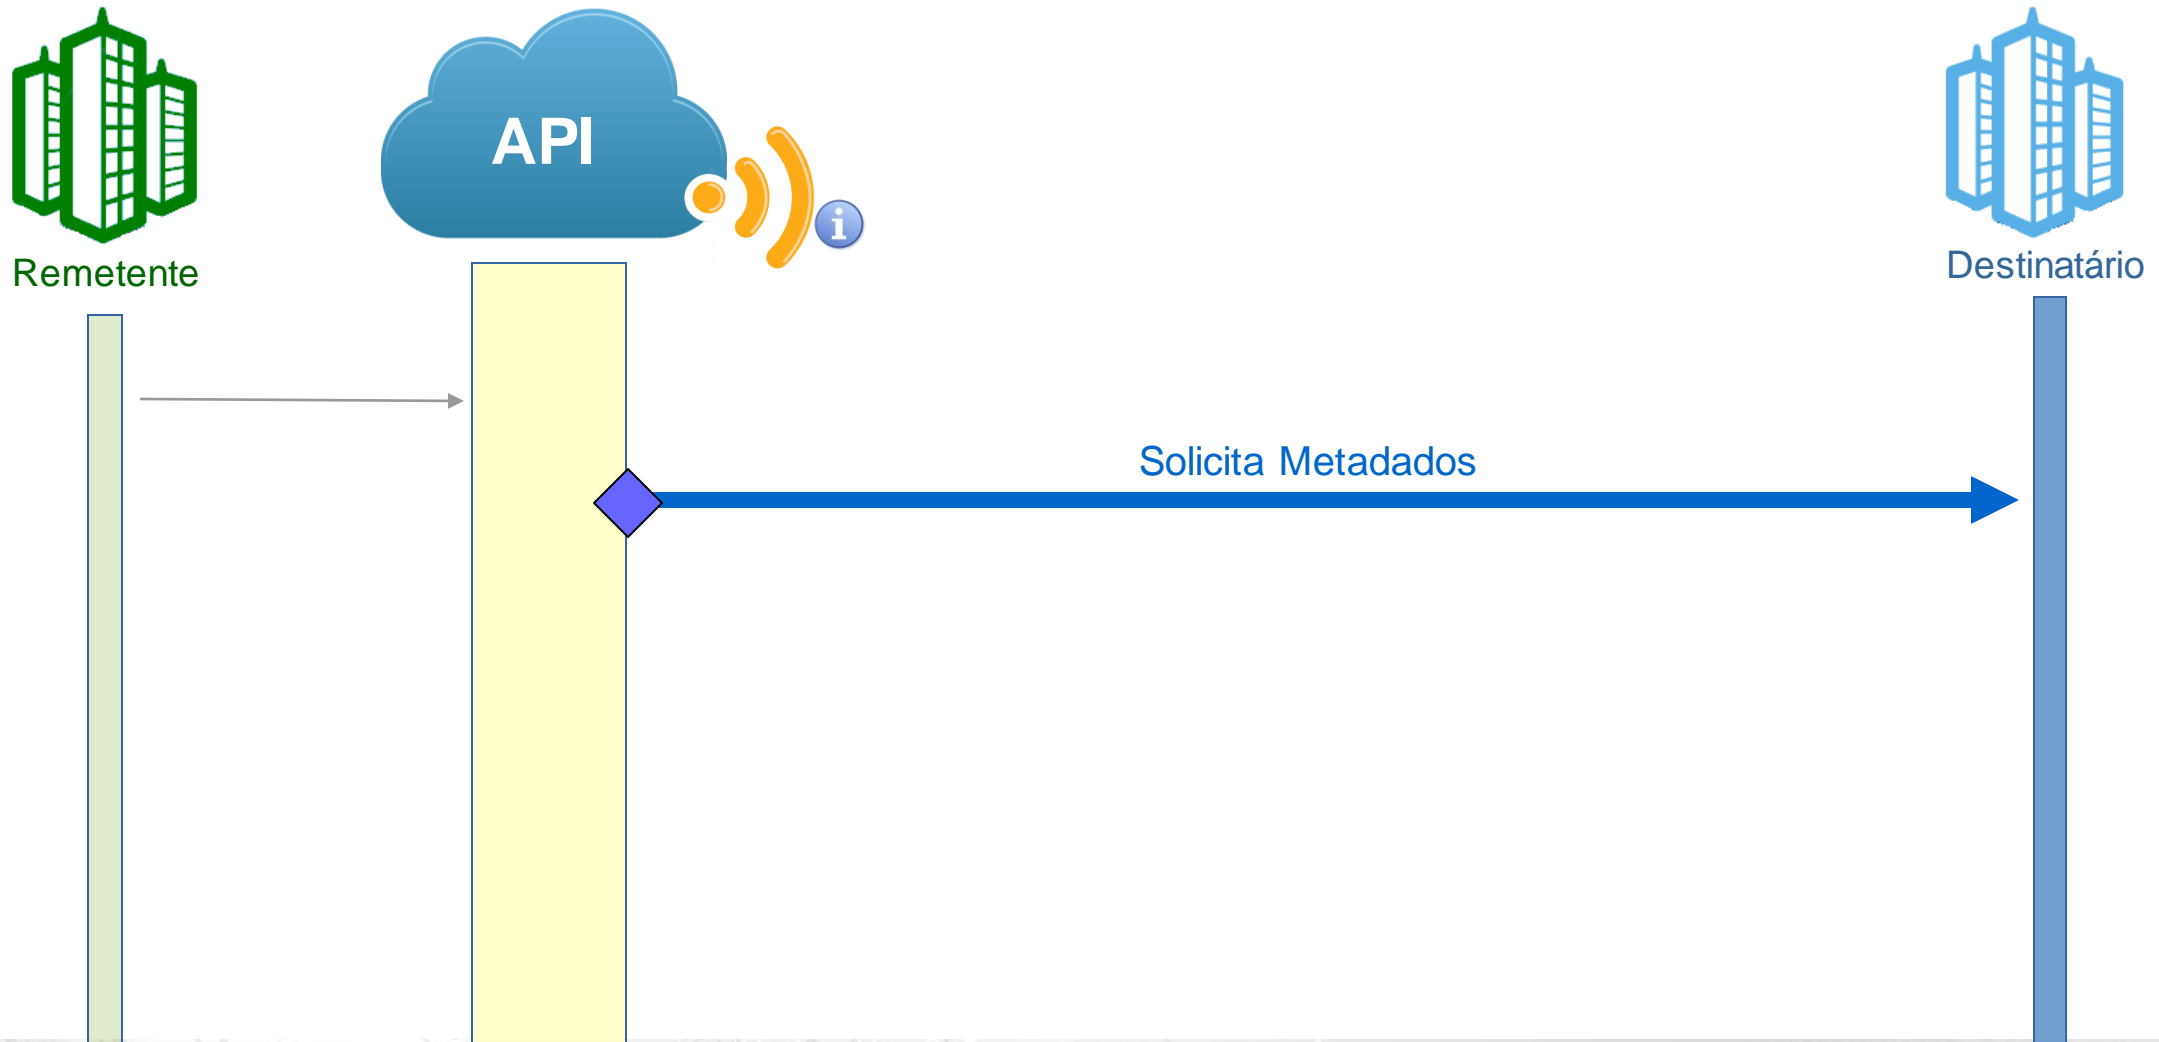 API
i
Remetente
Destinatário
Solicita Metadados